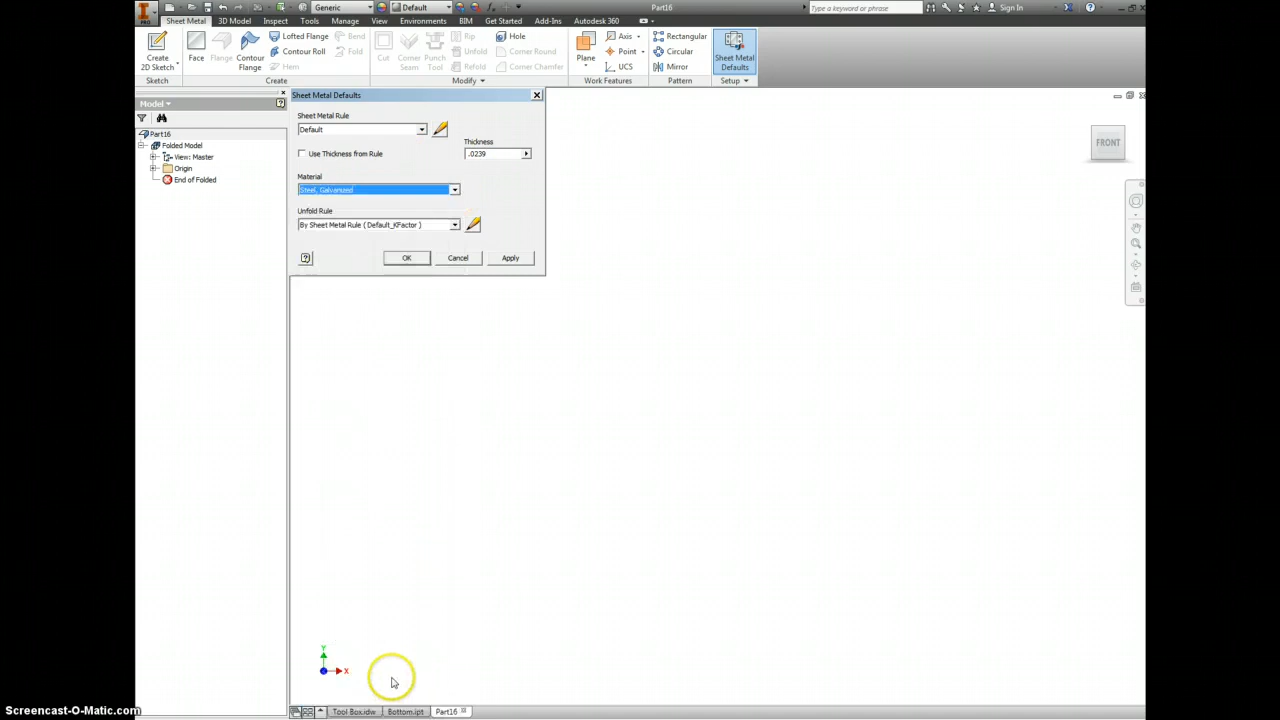 Generic
Default
Part16
Type a keyword or phrase
Sign In
PRO
Sheet Metal
3D Model
Inspect
Tools
Manage
View
Environments
BIM
Get Started
Add-Ins
Autodesk 360
Create
2D Sketch
Sketch
Face
Flange
Contour
Flange
Lofted Flange
Contour Roll
Hem
Bend
Fold
Create
Cut
Corner
Seam
Punch
Tool
Rip
Unfold
Refold
Hole
Corner Round
Corner Chamfer
Modify
Plane
Axis
Point
UCS
Work Features
Rectangular
Circular
Mirror
Pattern
Sheet Metal
Defaults
Setup
Model
Part16
Folded Model
View: Master
Origin
End of Folded
Sheet Metal Defaults
Sheet Metal Rule
Default
Use Thickness from Rule
Thickness
.0239
Material
Steel, Galvanized
Unfold Rule
By Sheet Metal Rule ( Default_KFactor )
OK
Cancel
Apply
FRONT
Y
X
Tool Box.idw
Bottom.ipt
Part16
Screencast-O-Matic.com